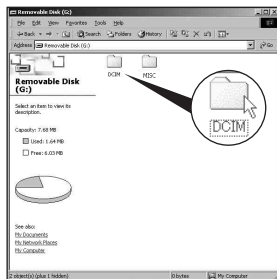 Removable Disk (G:)
File Edit View Favorites Tools Help
Back Search Folders History
Address Removable Disk (G:) Go
Removable Disk (G:)
DCIM
MISC
Select an item to view its
description.
Capacity: 7.68 MB
Used: 1.64 MB
Free: 6.03 MB
DCIM
See also:
My Documents
My Network Places
My Computer
2 object(s) (plus 1 hidden) 0 bytes My Computer